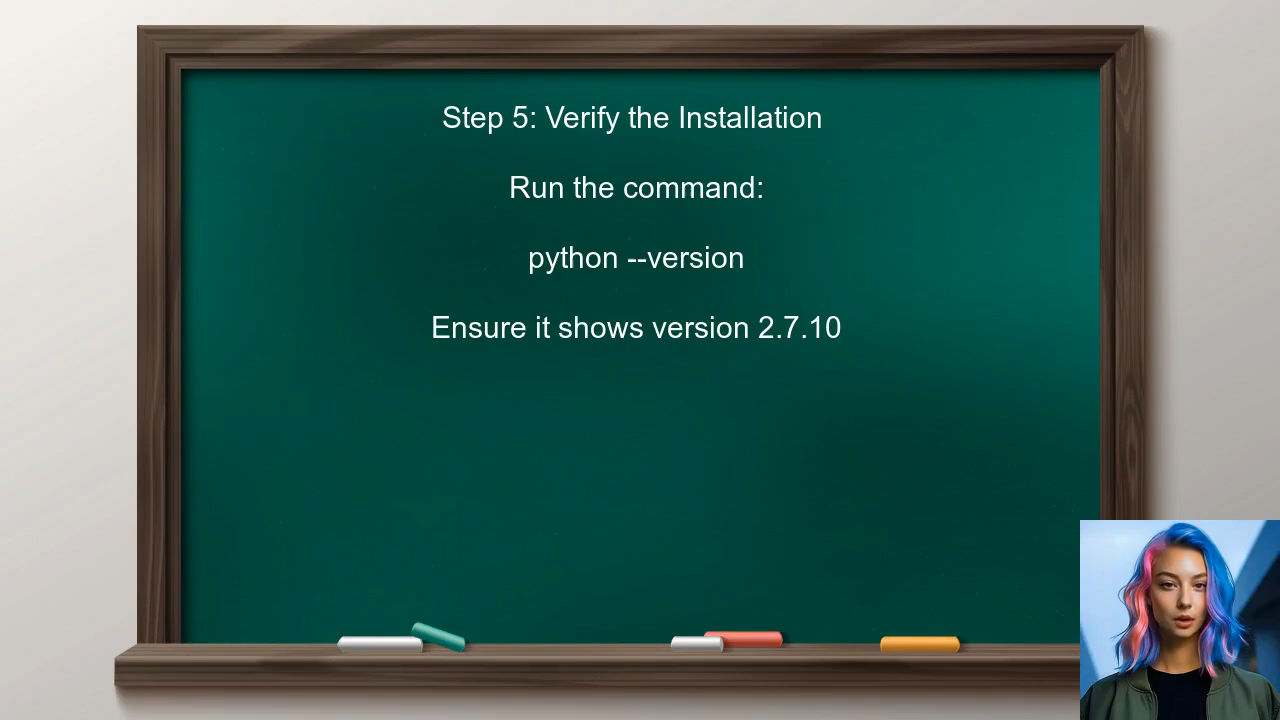 Step 5: Verify the Installation
Run the command:
python --version
Ensure it shows version 2.7.10